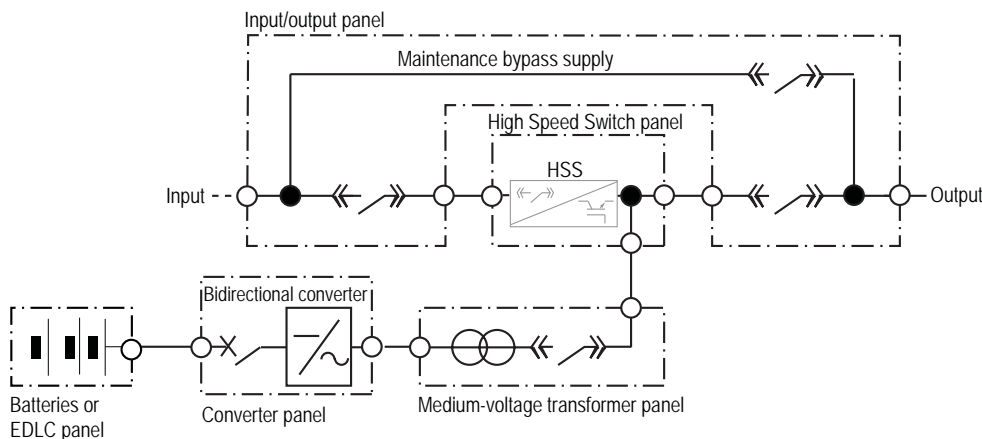 Input/output panel
Maintenance bypass supply
High Speed Switch panel
HSS
Input
Output
Bidirectional converter
Batteries or
EDLC panel
Converter panel
Medium-voltage transformer panel